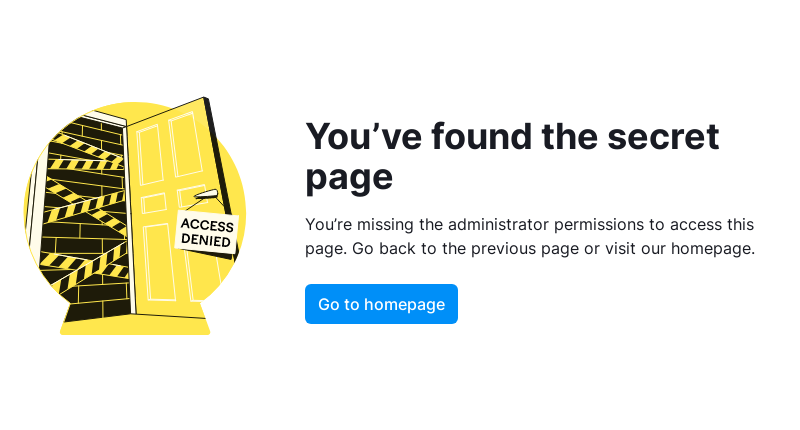 You’ve found the secret
page
You’re missing the administrator permissions to access this
page. Go back to the previous page or visit our homepage.
Go to homepage
ACCESS
DENIED